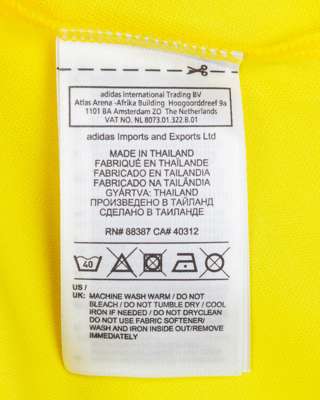 adidas International Trading BV
Atlas Arena -Afrika Building Hoogoorddreef 9a
1101 BA Amsterdam ZO The Netherlands
VAT NO. NL 8073.01.322.B.01
adidas Imports and Exports Ltd
MADE IN THAILAND
FABRIQUÉ EN THAÏLANDE
FABRICADO EN TAILANDIA
FABRICADO NA TAILÂNDIA
GYÁRTVA: THAILAND
ПРОИЗВЕДЕНО В ТАЙЛАНД
СДЕЛАНО В ТАИЛАНДЕ
RN# 88387 CA# 40312
40
US /
UK: MACHINE WASH WARM / DO NOT
BLEACH / DO NOT TUMBLE DRY / COOL
IRON IF NEEDED / DO NOT DRYCLEAN
DO NOT USE FABRIC SOFTENER/
WASH AND IRON INSIDE OUT/REMOVE
IMMEDIATELY